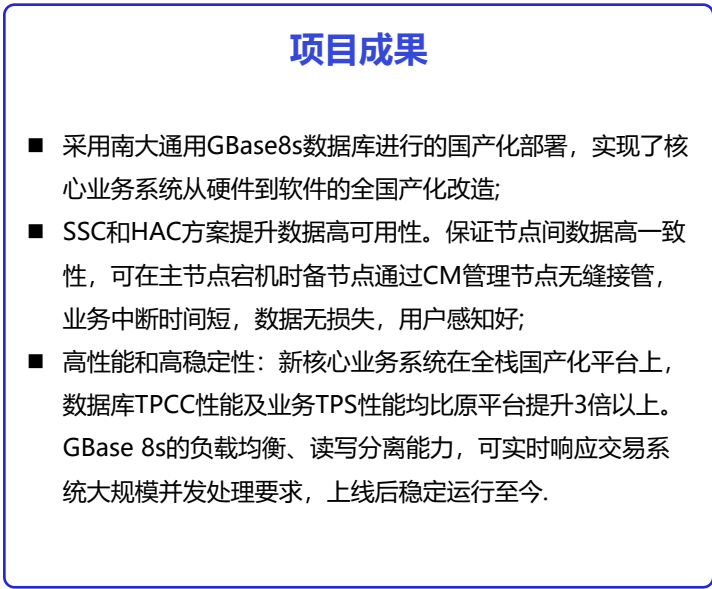 项目成果
■ 采用南大通用GBase8s数据库进行的国产化部署，实现了核
心业务系统从硬件到软件的全国产化改造;
■ SSC和HAC方案提升数据高可用性。保证节点间数据高一致
性，可在主节点宕机时备节点通过CM管理节点无缝接管，
业务中断时间短，数据无损失，用户感知好;
■ 高性能和高稳定性：新核心业务系统在全栈国产化平台上，
数据库TPCC性能及业务TPS性能均比原平台提升3倍以上。
GBase 8s的负载均衡、读写分离能力，可实时响应交易系
统大规模并发处理要求，上线后稳定运行至今.